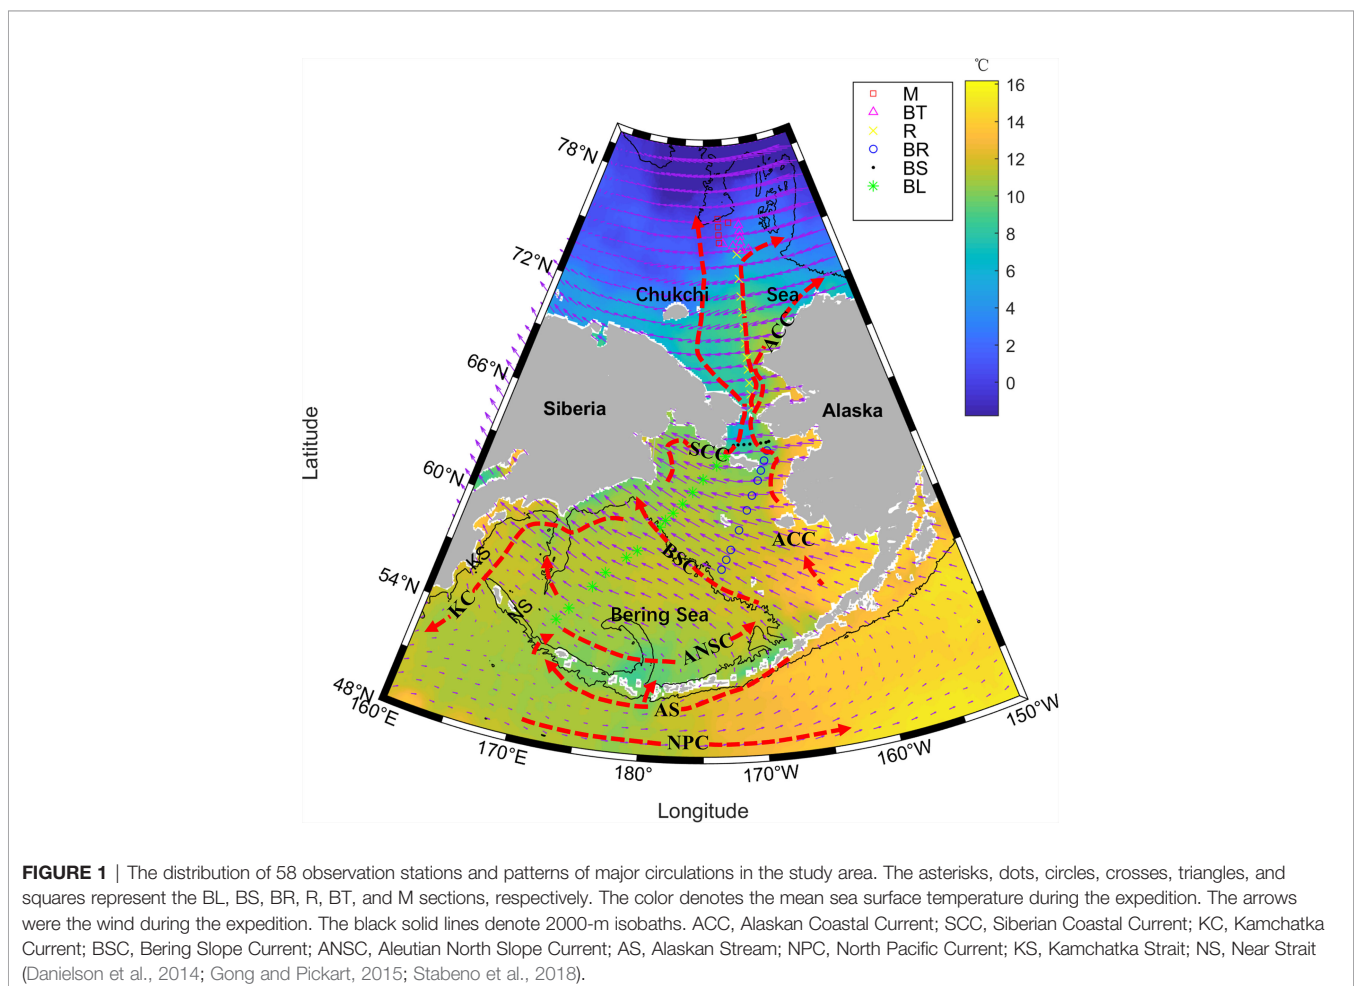 ℃
M
BT
R
BR
BS
BL
16
14
12
10
8
6
4
2
0
78°N
72°N
66°N
60°N
54°N
48°N
160°E
170°E
180°
170°W
160°W
150°W
Latitude
Longitude
Chukchi Sea
ACC
Siberia
Alaska
SCC
ACC
BSC
KS
KC
NS
Bering Sea
ANSC
AS
NPC
FIGURE 1 | The distribution of 58 observation stations and patterns of major circulations in the study area. The asterisks, dots, circles, crosses, triangles, and
squares represent the BL, BS, BR, R, BT, and M sections, respectively. The color denotes the mean sea surface temperature during the expedition. The arrows
were the wind during the expedition. The black solid lines denote 2000-m isobaths. ACC, Alaskan Coastal Current; SCC, Siberian Coastal Current; KC, Kamchatka
Current; BSC, Bering Slope Current; ANSC, Aleutian North Slope Current; AS, Alaskan Stream; NPC, North Pacific Current; KS, Kamchatka Strait; NS, Near Strait
(Danielson et al., 2014; Gong and Pickart, 2015; Stabeno et al., 2018).